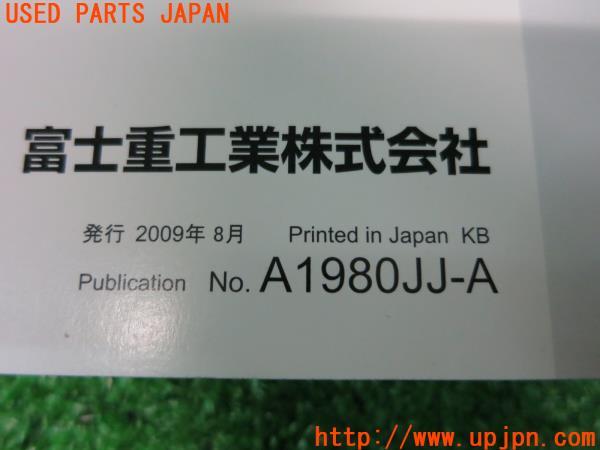 USED PARTS JAPAN
富士重工業株式会社
発行 2009年 8月 Printed in Japan KB
Publication No. A1980JJ-A
http://www.upjpn.com